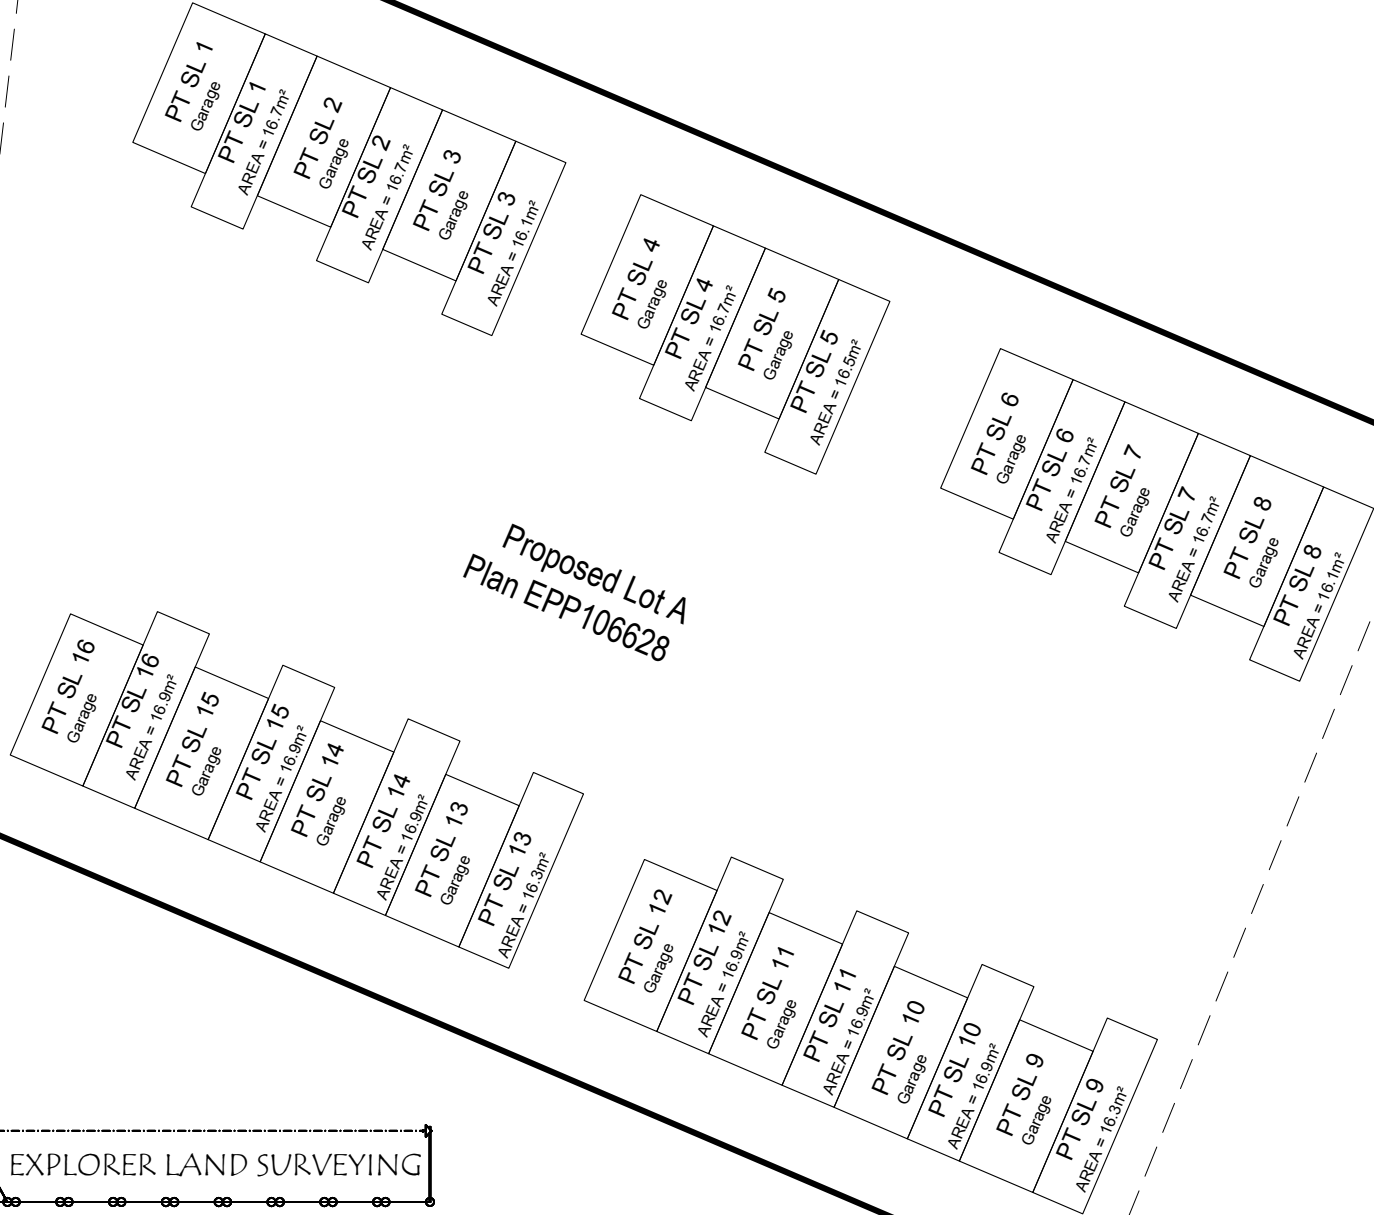 PT SL 1
Garage
PT SL 1
AREA = 16.7m²
PT SL 2
Garage
PT SL 2
AREA = 16.7m²
PT SL 3
Garage
PT SL 3
AREA = 16.1m²
PT SL 4
Garage
PT SL 4
AREA = 16.7m²
PT SL 5
Garage
PT SL 5
AREA = 16.5m²
PT SL 6
Garage
PT SL 6
AREA = 16.7m²
PT SL 7
Garage
PT SL 7
AREA = 16.7m²
PT SL 8
Garage
PT SL 8
AREA = 16.1m²
Proposed Lot A
Plan EPP106628
PT SL 16
Garage
PT SL 16
AREA = 16.9m²
PT SL 15
Garage
PT SL 15
AREA = 16.9m²
PT SL 14
Garage
PT SL 14
AREA = 16.9m²
PT SL 13
Garage
PT SL 13
AREA = 16.3m²
PT SL 12
Garage
PT SL 12
AREA = 16.9m²
PT SL 11
Garage
PT SL 11
AREA = 16.9m²
PT SL 10
Garage
PT SL 10
AREA = 16.9m²
PT SL 9
Garage
PT SL 9
AREA = 16.3m²
EXPLORER LAND SURVEYING